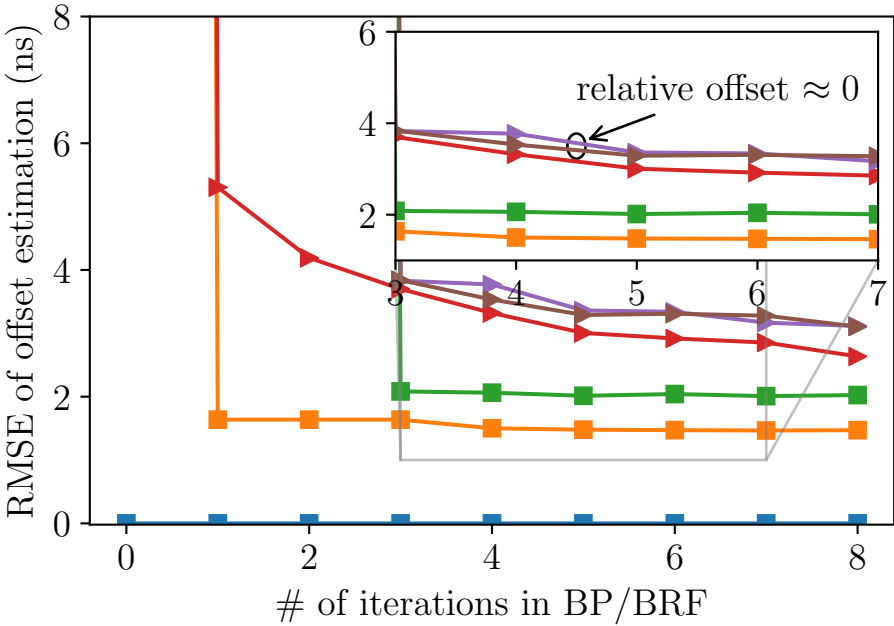 8
6
4
2
0
RMSE of offset estimation (ns)
6
4
2
relative offset ≈ 0
3 4 5 6 7
0 2 4 6 8
# of iterations in BP/BRF